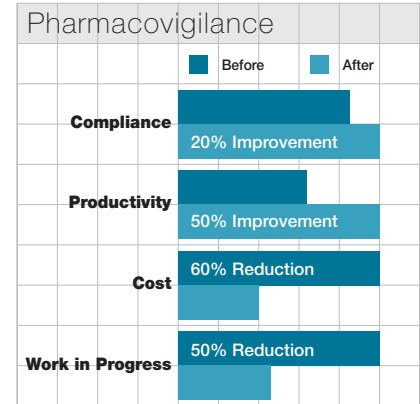 Pharmacovigilance
Before After
Compliance
20% Improvement
Productivity
50% Improvement
60% Reduction
Cost
50% Reduction
Work in Progress